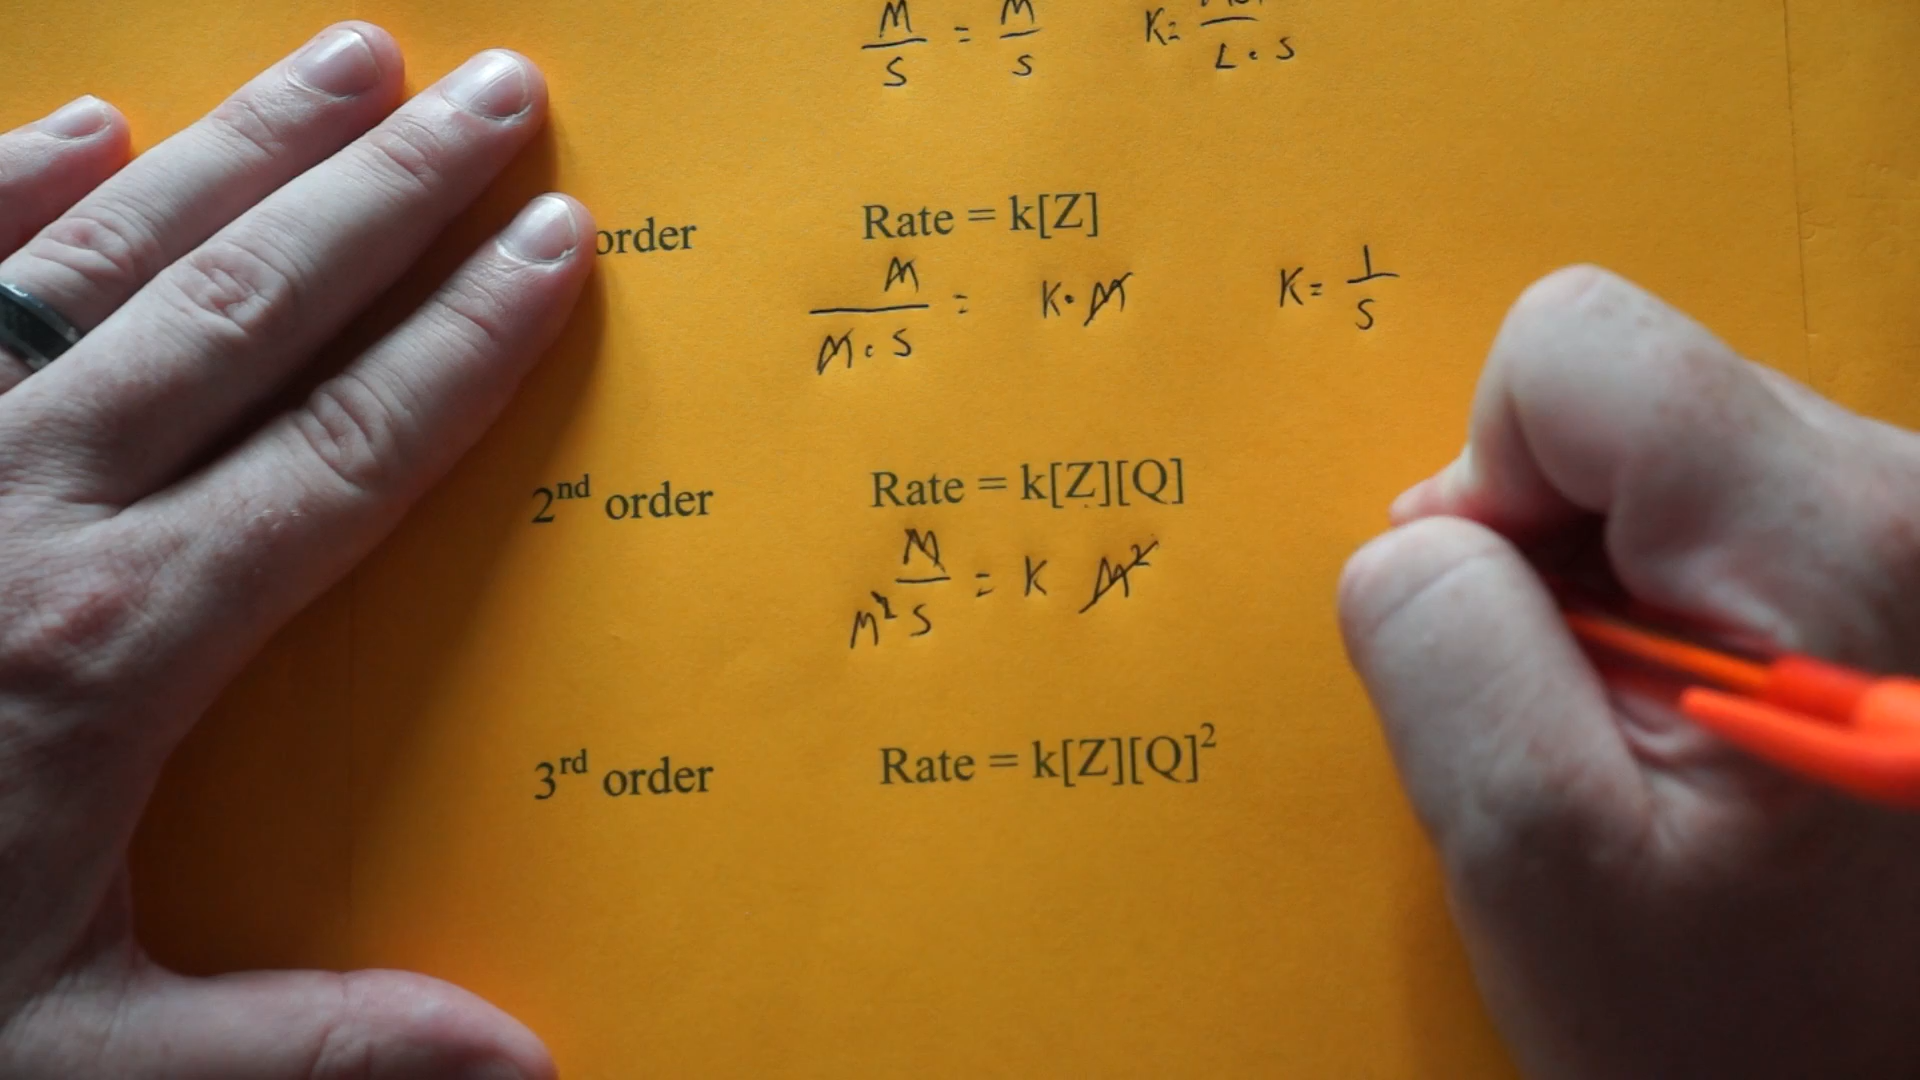 M/S = M/S K= /L·S
order Rate = k[Z]
M/M·S = K·M K= 1/S
2nd order Rate = k[Z][Q]
M/M²S = K M²
3rd order Rate = k[Z][Q]²